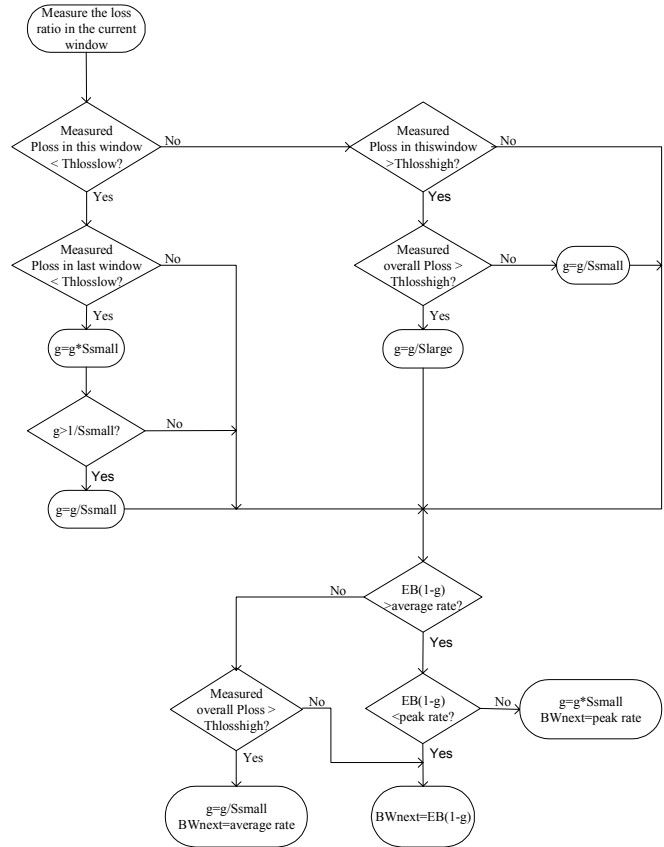 Measure the loss
ratio in the current
window
Measured
Ploss in this window
< Thlosslow?
No
Measured
Ploss in thiswindow
>Thlosshigh?
No
Yes
Yes
Measured
Ploss in last window
< Thlosslow?
No
Measured
overall Ploss >
Thlosshigh?
No
g=g/Ssmall
Yes
Yes
g=g*Ssmall
g=g/Slarge
g>1/Ssmall?
No
Yes
g=g/Ssmall
EB(1-g)
>average rate?
No
Yes
Measured
overall Ploss >
Thlosshigh?
No
EB(1-g)
<peak rate?
No
g=g*Ssmall
BWnext=peak rate
Yes
Yes
g=g/Ssmall
BWnext=average rate
BWnext=EB(1-g)